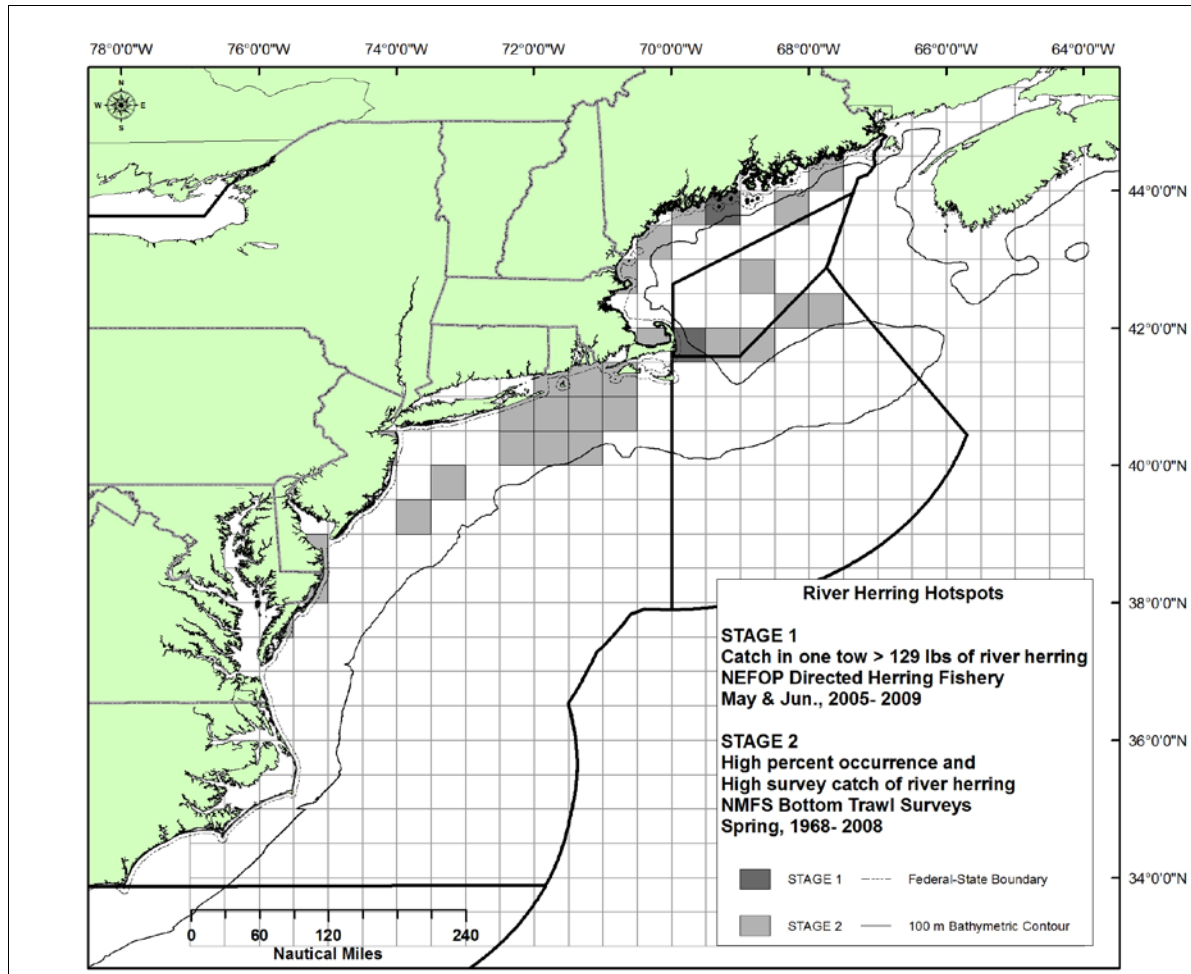 78°0'0"W 76°0'0"W 74°0'0"W 72°0'0"W 70°0'0"W 68°0'0"W 66°0'0"W 64°0'0"W
N
W E
S
44°0'0"N
42°0'0"N
40°0'0"N
38°0'0"N
36°0'0"N
34°0'0"N
River Herring Hotspots
STAGE 1
Catch in one tow > 129 lbs of river herring
NEFOP Directed Herring Fishery
May & Jun., 2005- 2009
STAGE 2
High percent occurrence and
High survey catch of river herring
NMFS Bottom Trawl Surveys
Spring, 1968- 2008
STAGE 1 Federal-State Boundary
STAGE 2 100 m Bathymetric Contour
0 60 120 240
Nautical Miles